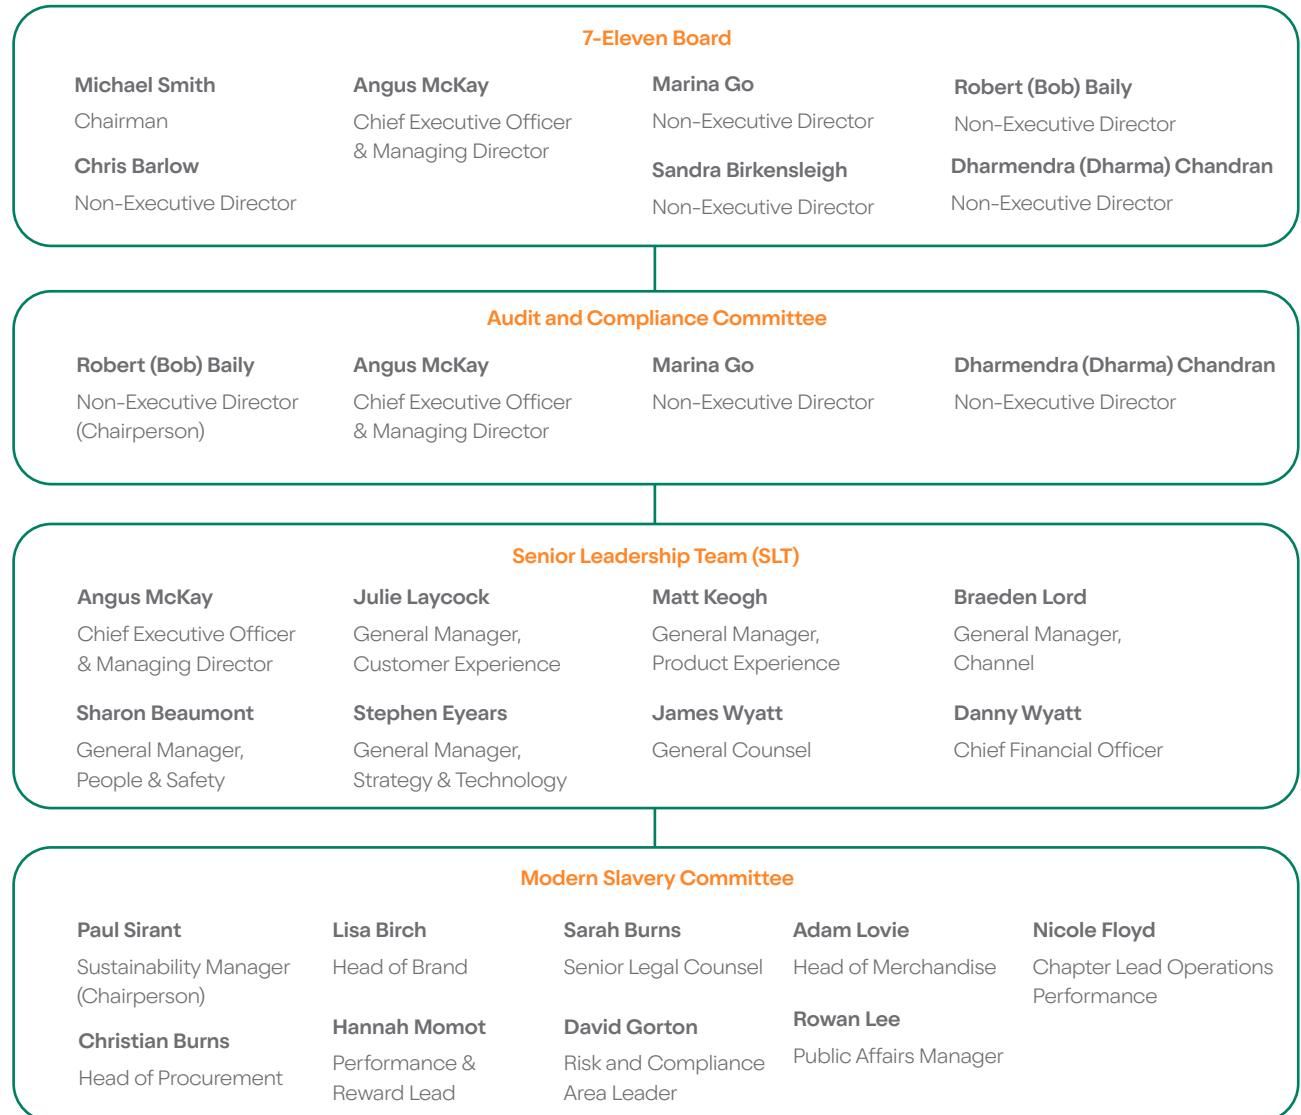 7-Eleven Board
Michael Smith
Chairman
Chris Barlow
Non-Executive Director
Angus McKay
Chief Executive Officer
& Managing Director
Marina Go
Non-Executive Director
Sandra Birkensleigh
Non-Executive Director
Robert (Bob) Baily
Non-Executive Director
Dharmendra (Dharma) Chandran
Non-Executive Director
Audit and Compliance Committee
Robert (Bob) Baily
Non-Executive Director
(Chairperson)
Angus McKay
Chief Executive Officer
& Managing Director
Marina Go
Non-Executive Director
Dharmendra (Dharma) Chandran
Non-Executive Director
Senior Leadership Team (SLT)
Angus McKay
Chief Executive Officer
& Managing Director
Julie Laycock
General Manager,
Customer Experience
Matt Keogh
General Manager,
Product Experience
Braeden Lord
General Manager,
Channel
Sharon Beaumont
General Manager,
People & Safety
Stephen Eyears
General Manager,
Strategy & Technology
James Wyatt
General Counsel
Danny Wyatt
Chief Financial Officer
Modern Slavery Committee
Paul Sirant
Sustainability Manager
(Chairperson)
Lisa Birch
Head of Brand
Sarah Burns
Senior Legal Counsel
Adam Lovie
Head of Merchandise
Nicole Floyd
Chapter Lead Operations
Performance
Christian Burns
Head of Procurement
Hannah Momot
Performance &
Reward Lead
David Gorton
Risk and Compliance
Area Leader
Rowan Lee
Public Affairs Manager